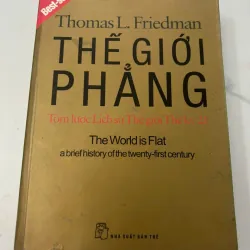 Best-s
Thomas L. Friedman
THẾ GIỚI
PHẲNG
Tóm lược Lịch sử Thế giới Thế kỷ 21
The World is Flat
a brief history of the twenty-first century
NHÀ XUẤT BẢN TRẺ